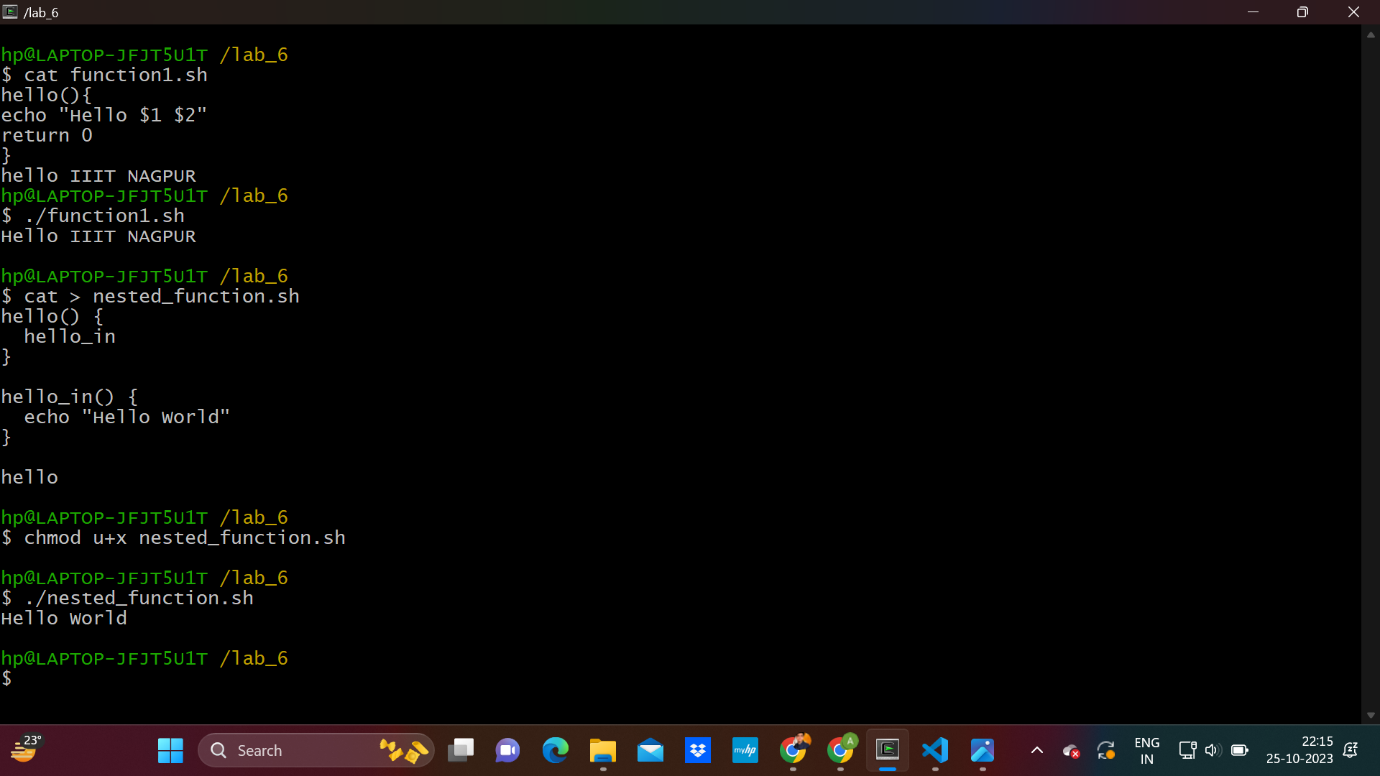 /lab_6
hp@LAPTOP-JFJT5U1T /lab_6
$ cat function1.sh
hello(){
echo "Hello $1 $2"
return 0
}
hello IIIT NAGPUR
hp@LAPTOP-JFJT5U1T /lab_6
$ ./function1.sh
Hello IIIT NAGPUR
hp@LAPTOP-JFJT5U1T /lab_6
$ cat > nested_function.sh
hello() {
  hello_in
}
hello_in() {
  echo "Hello World"
}
hello
hp@LAPTOP-JFJT5U1T /lab_6
$ chmod u+x nested_function.sh
hp@LAPTOP-JFJT5U1T /lab_6
$ ./nested_function.sh
Hello World
hp@LAPTOP-JFJT5U1T /lab_6
$
23°
Search
myhp
A
ENG
IN
22:15
25-10-2023